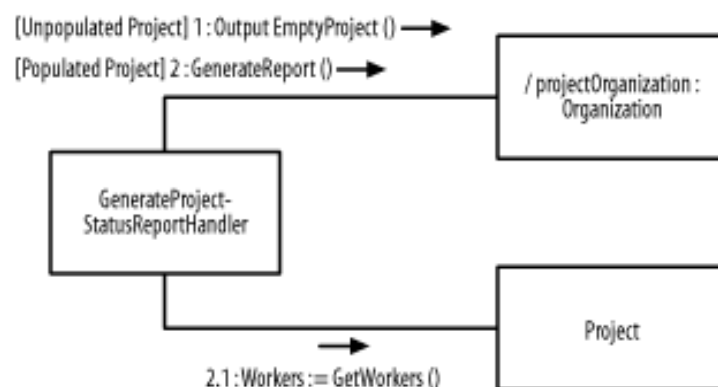 [Unpopulated Project] 1 : Output EmptyProject ()
[Populated Project] 2 : GenerateReport ()
/ projectOrganization :
Organization
GenerateProject-
StatusReportHandler
Project
2.1 : Workers := GetWorkers ()